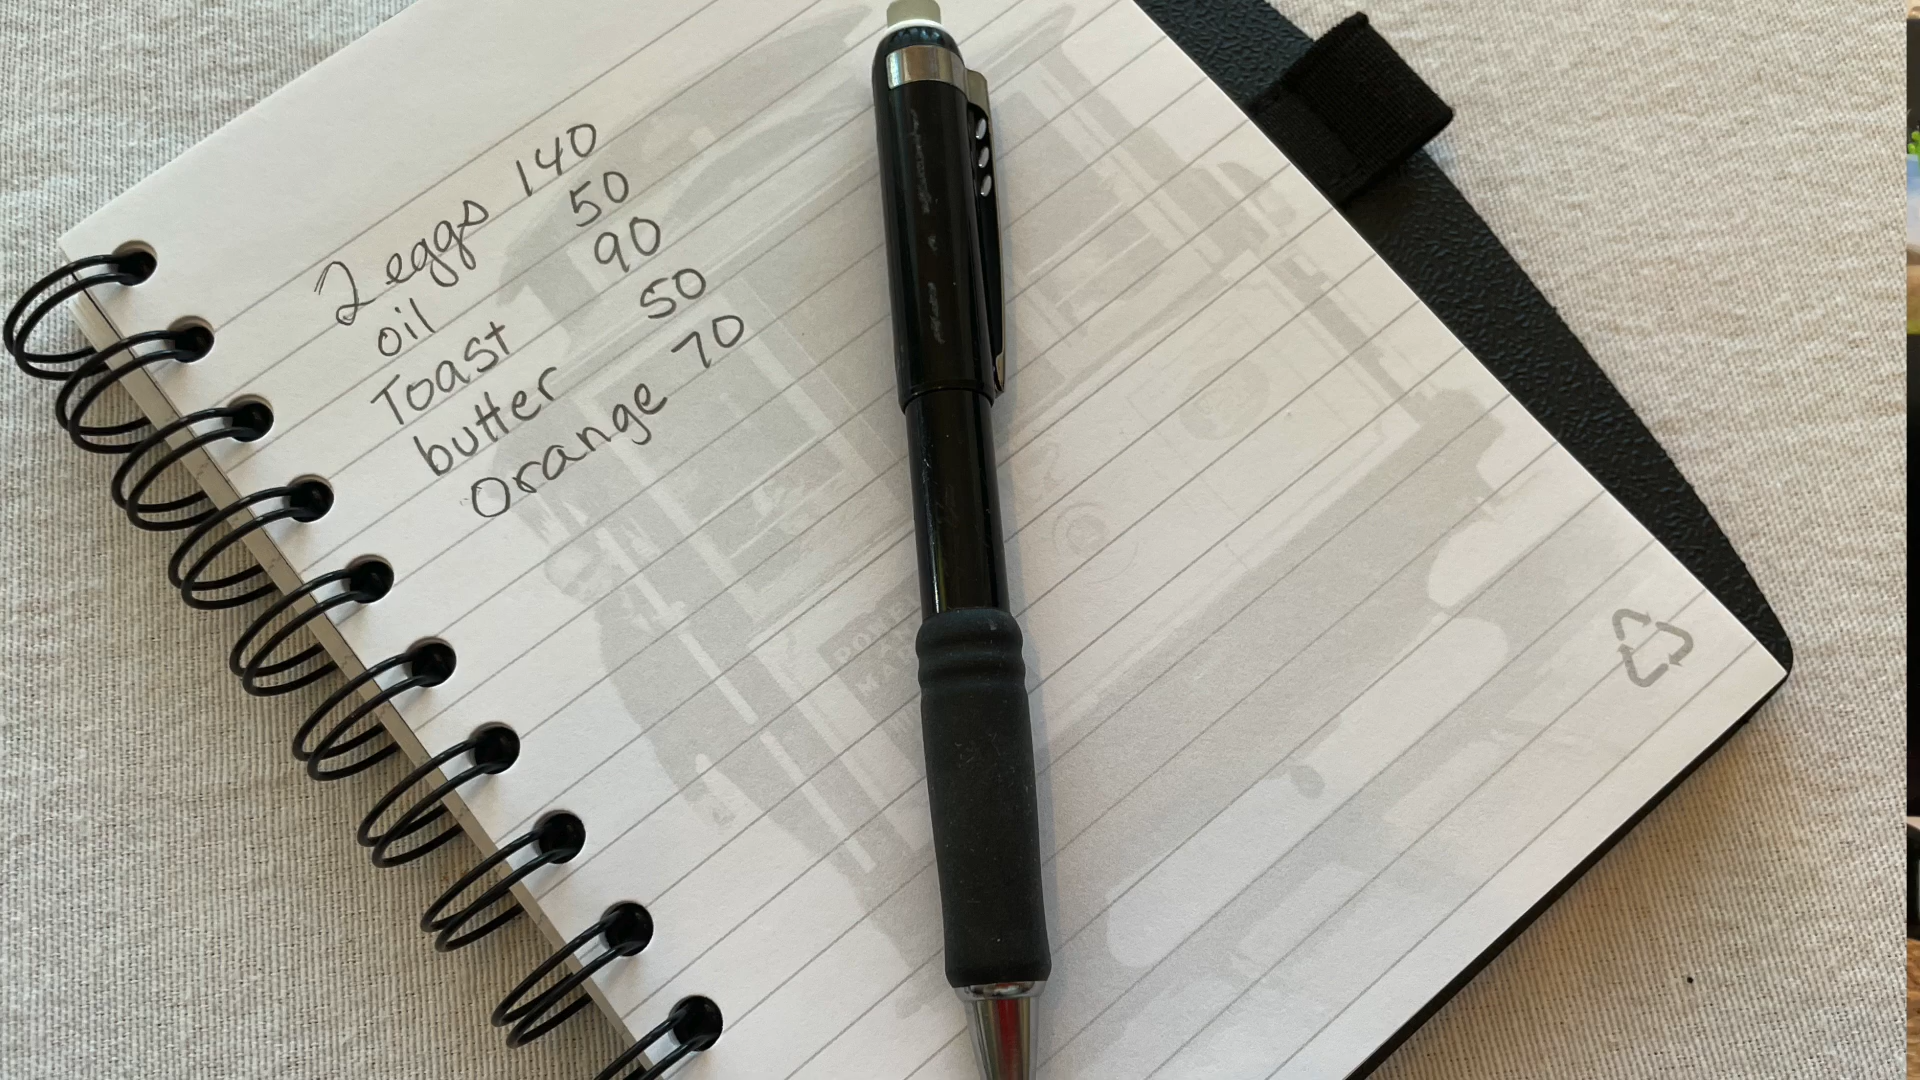 2 eggs 140
oil 50
Toast 90
butter 50
orange 70